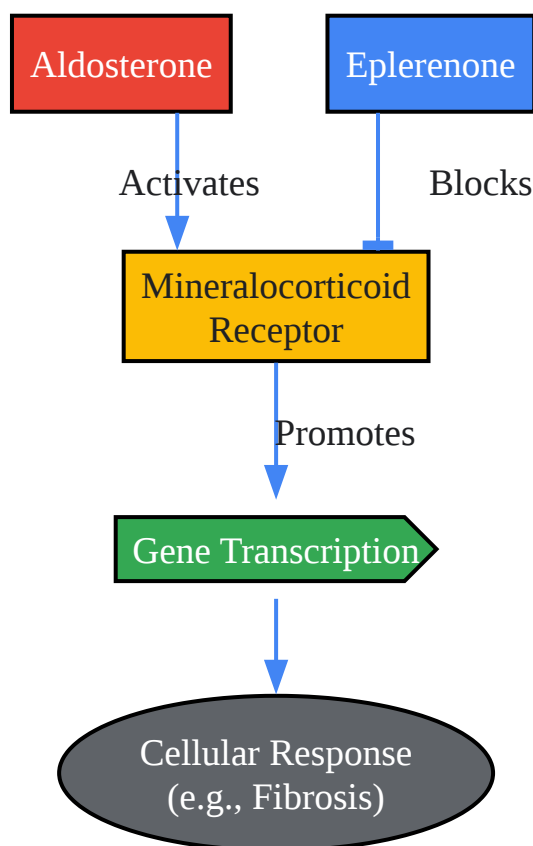 Aldosterone
Eplerenone
Activates
Blocks
Mineralocorticoid
Receptor
Promotes
Gene Transcription
Cellular Response
(e.g., Fibrosis)